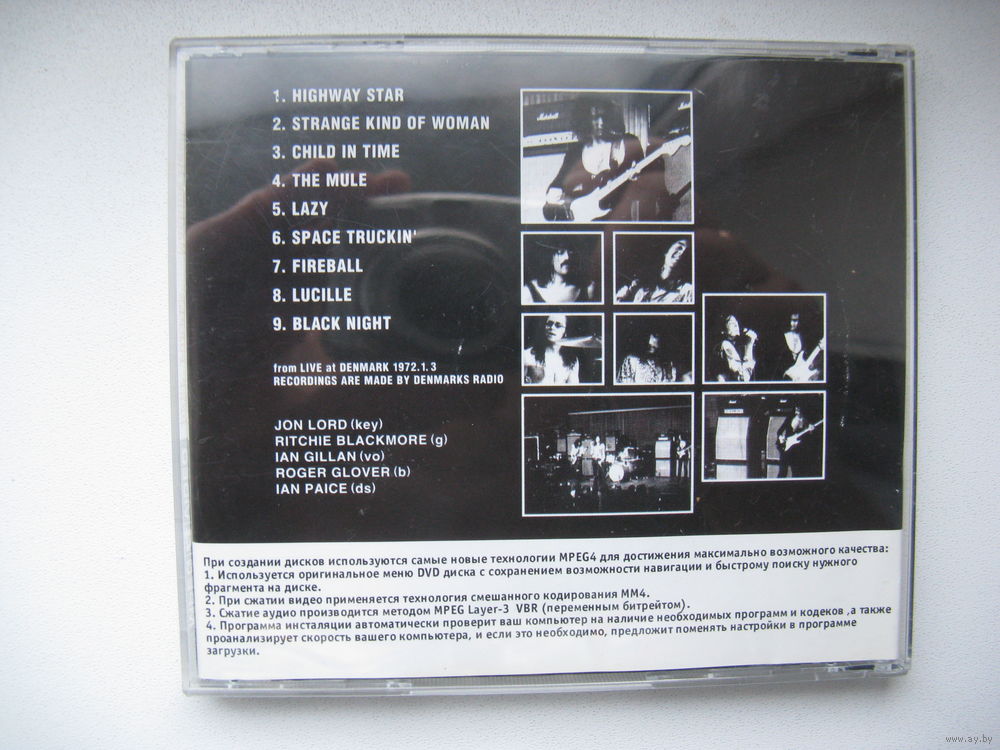 1. HIGHWAY STAR
2. STRANGE KIND OF WOMAN
3. CHILD IN TIME
4. THE MULE
5. LAZY
6. SPACE TRUCKIN'
7. FIREBALL
8. LUCILLE
9. BLACK NIGHT
from LIVE at DENMARK 1972.1.3
RECORDINGS ARE MADE BY DENMARKS RADIO
JON LORD (key)
RITCHIE BLACKMORE (g)
IAN GILLAN (vo)
ROGER GLOVER (b)
IAN PAICE (ds)
Marshall
При создании дисков используются самые новые технологии MPEG4 для достижения максимально возможного качества:
1. Используется оригинальное меню DVD диска с сохранением возможности навигации и быстрому поиску нужного
фрагмента на диске.
2. При сжатии видео применяется технология смешанного кодирования MM4.
3. Сжатие аудио производится методом MPEG Layer-3 VBR (переменным битрейтом).
4. Программа инсталяции автоматически проверит ваш компьютер на наличие необходимых программ и кодеков ,а также
проанализирует скорость вашего компьютера, и если это необходимо, предложит поменять настройки в программе
загрузки.
www.ay.by